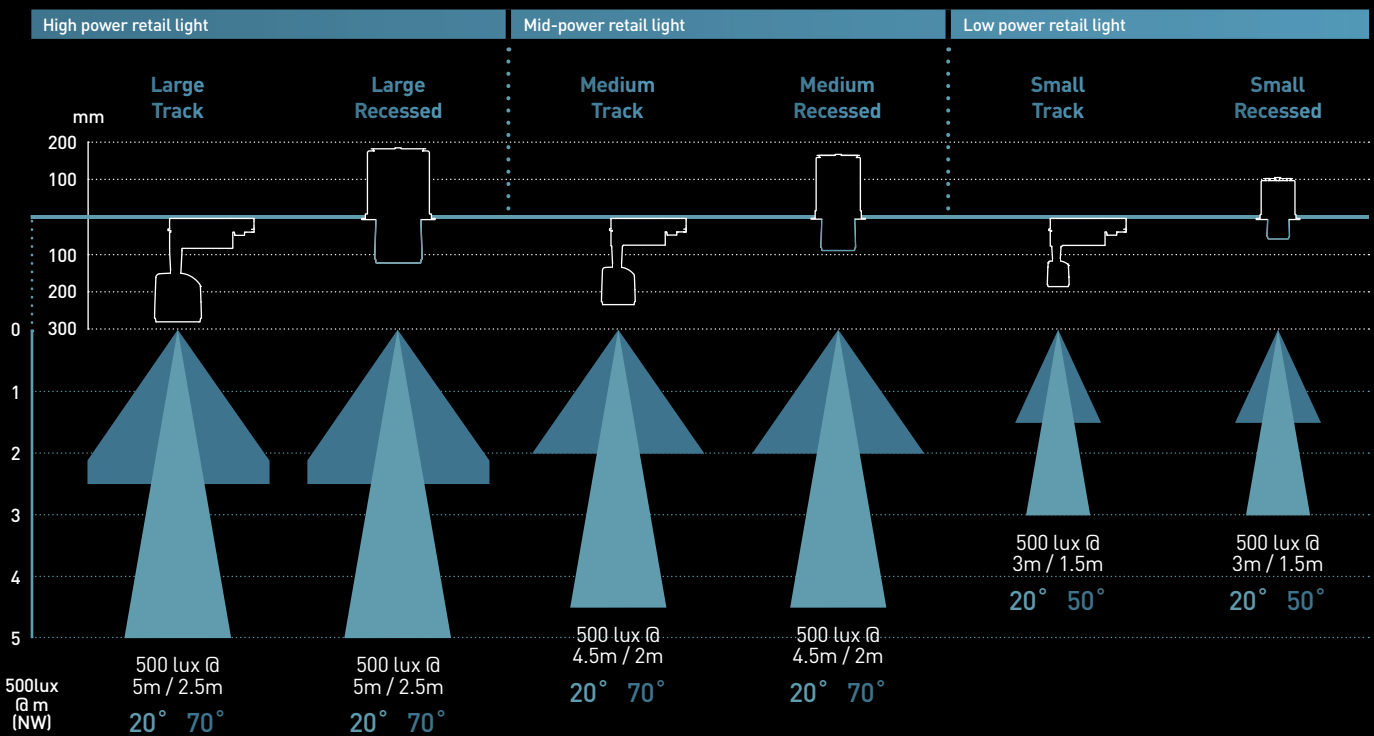 High power retail light
Mid-power retail light
Low power retail light
Large
Track
Large
Recessed
Medium
Track
Medium
Recessed
Small
Track
Small
Recessed
mm
200
100
100
200
300
0
1
2
3
4
5
500lux
@ m
(NW)
500 lux @
5m / 2.5m
20° 70°
500 lux @
5m / 2.5m
20° 70°
500 lux @
4.5m / 2m
20° 70°
500 lux @
4.5m / 2m
20° 70°
500 lux @
3m / 1.5m
20° 50°
500 lux @
3m / 1.5m
20° 50°